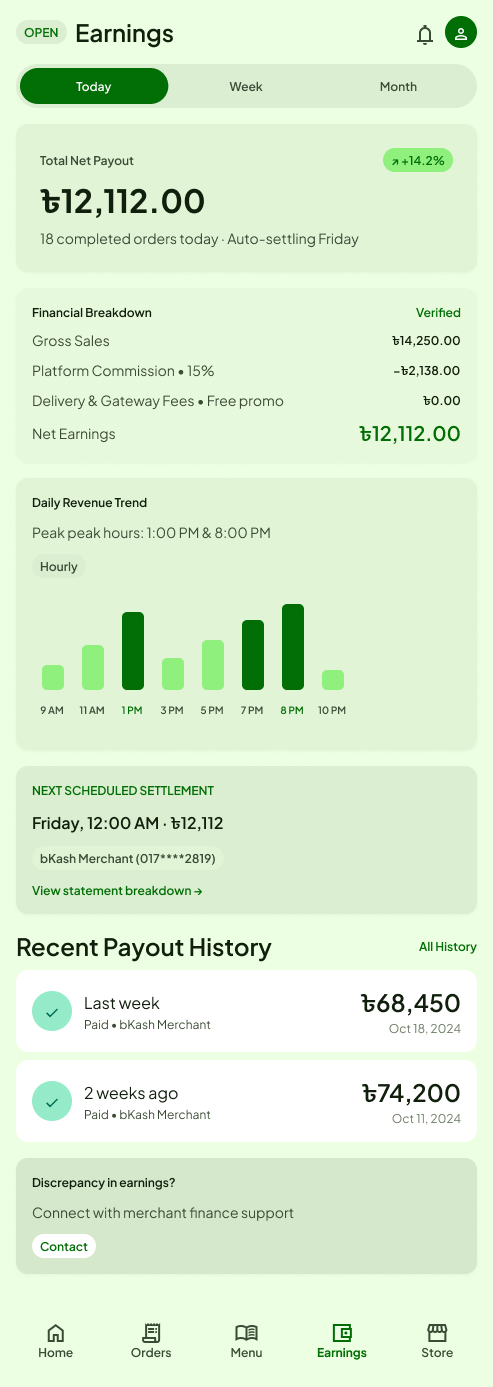 OPEN Earnings
Today Week Month
Total Net Payout +14.2%
৳12,112.00
18 completed orders today · Auto-settling Friday
Financial Breakdown Verified
Gross Sales ৳14,250.00
Platform Commission • 15% -৳2,138.00
Delivery & Gateway Fees • Free promo ৳0.00
Net Earnings ৳12,112.00
Daily Revenue Trend
Peak peak hours: 1:00 PM & 8:00 PM
Hourly
9 AM 11 AM 1 PM 3 PM 5 PM 7 PM 8 PM 10 PM
NEXT SCHEDULED SETTLEMENT
Friday, 12:00 AM · ৳12,112
bKash Merchant (017****2819)
View statement breakdown →
Recent Payout History All History
Last week ৳68,450
Paid • bKash Merchant Oct 18, 2024
2 weeks ago ৳74,200
Paid • bKash Merchant Oct 11, 2024
Discrepancy in earnings?
Connect with merchant finance support
Contact
Home Orders Menu Earnings Store